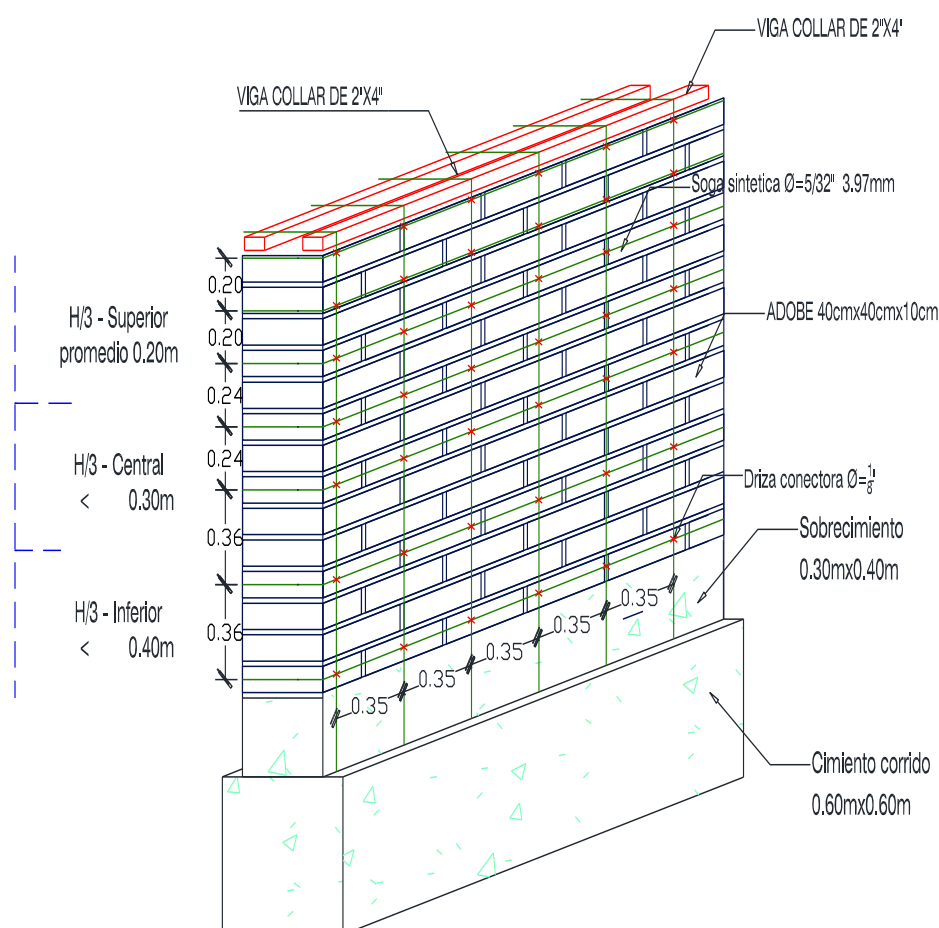 VIGA COLLAR DE 2"X4"
VIGA COLLAR DE 2"X4"
Soga sintetica Ø=5/32" 3.97mm
0.20
H/3 - Superior
promedio 0.20m
ADOBE 40cmx40cmx10cm
0.20
0.24
0.24
H/3 - Central
< 0.30m
Driza conectora Ø=1/8"
0.36
Sobrecimiento
0.30mx0.40m
H/3 - Inferior
< 0.40m
0.36
0.35
0.35
0.35
0.35
0.35
Cimiento corrido
0.60mx0.60m